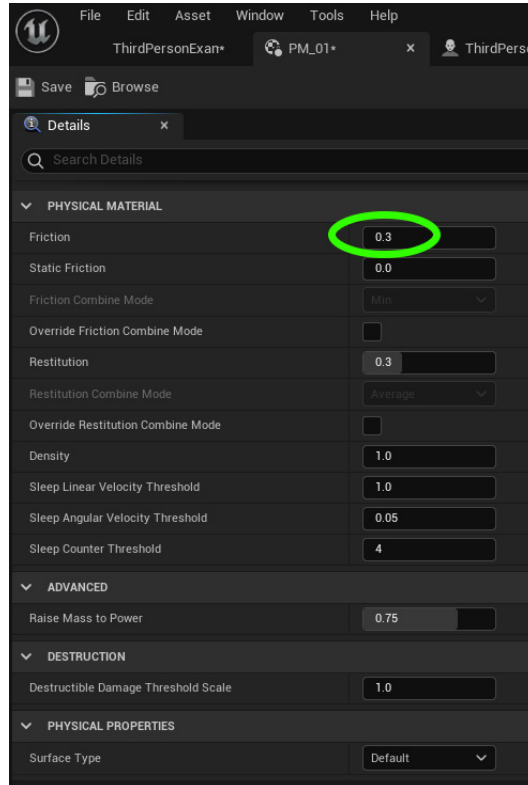 File Edit Asset Window Tools Help
ThirdPersonExan* PM_01* × ThirdPers
Save Browse
Details ×
Search Details
PHYSICAL MATERIAL
Friction 0.3
Static Friction 0.0
Friction Combine Mode Min
Override Friction Combine Mode
Restitution 0.3
Restitution Combine Mode Average
Override Restitution Combine Mode
Density 1.0
Sleep Linear Velocity Threshold 1.0
Sleep Angular Velocity Threshold 0.05
Sleep Counter Threshold 4
ADVANCED
Raise Mass to Power 0.75
DESTRUCTION
Destructible Damage Threshold Scale 1.0
PHYSICAL PROPERTIES
Surface Type Default